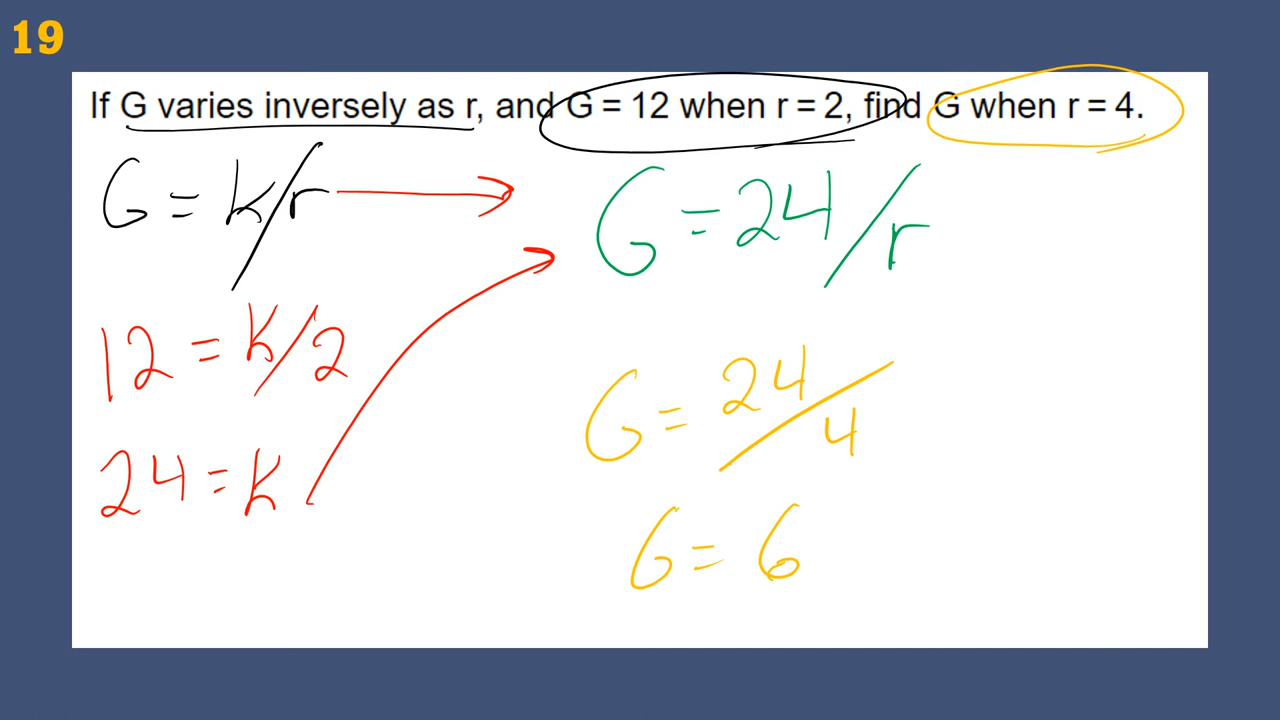 19
If G varies inversely as r, and G = 12 when r = 2, find G when r = 4.
G = k/r
12 = k/2
24 = k
G = 24/r
G = 24/4
G = 6